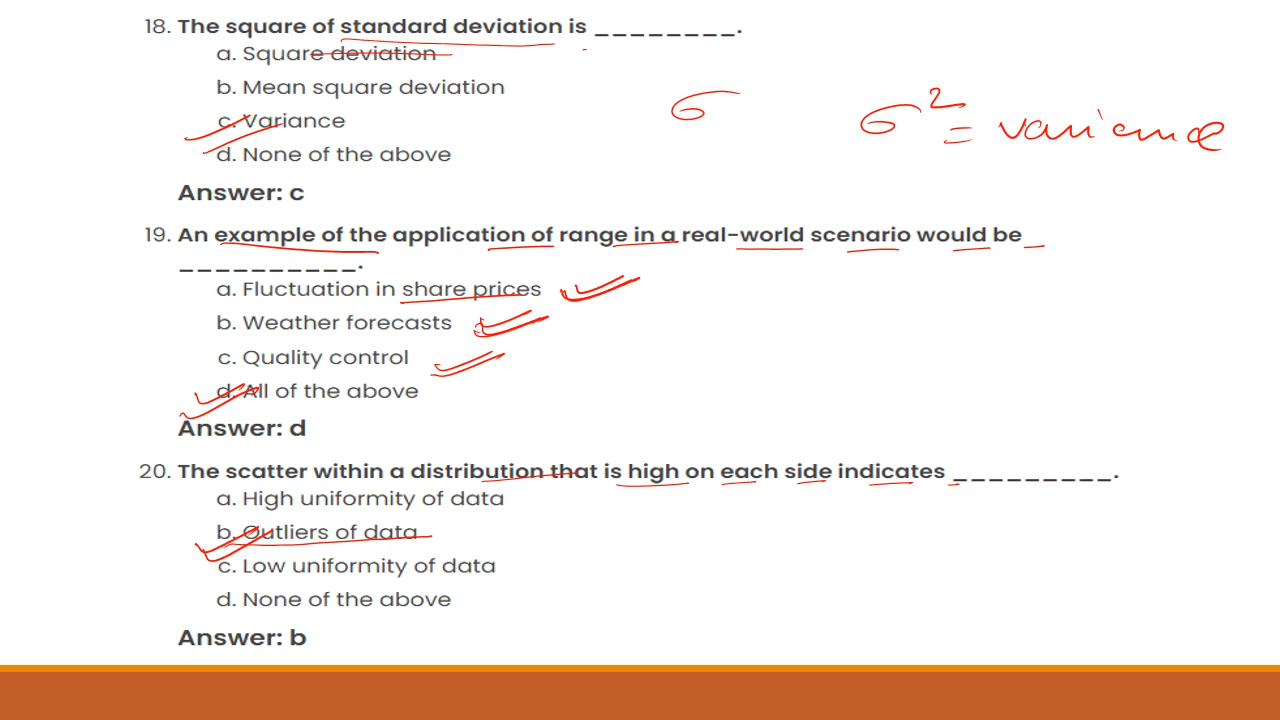 18. The square of standard deviation is ________.
a. Square deviation
b. Mean square deviation
c. Variance
d. None of the above
σ σ² = variance
Answer: c
19. An example of the application of range in a real-world scenario would be
__________.
a. Fluctuation in share prices
b. Weather forecasts
c. Quality control
d. All of the above
Answer: d
20. The scatter within a distribution that is high on each side indicates _________.
a. High uniformity of data
b. Outliers of data
c. Low uniformity of data
d. None of the above
Answer: b